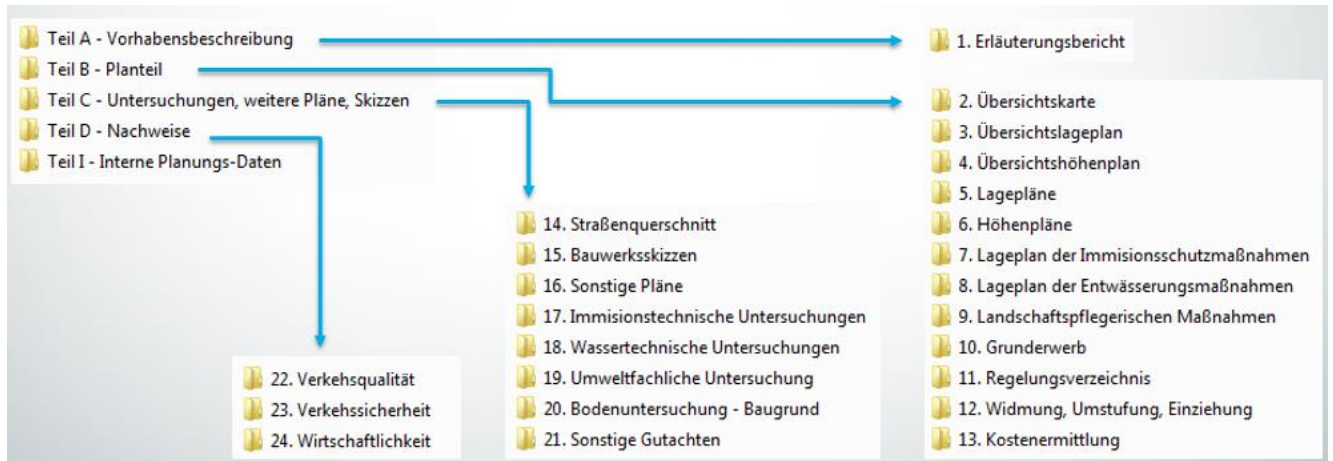 Teil A - Vorhabensbeschreibung
Teil B - Planteil
Teil C - Untersuchungen, weitere Pläne, Skizzen
Teil D - Nachweise
Teil I - Interne Planungs-Daten
1. Erläuterungsbericht
2. Übersichtskarte
3. Übersichtslageplan
4. Übersichtshöhenplan
5. Lagepläne
6. Höhenpläne
7. Lageplan der Immisionsschutzmaßnahmen
8. Lageplan der Entwässerungsmaßnahmen
9. Landschaftspflegerischen Maßnahmen
10. Grunderwerb
11. Regelungsverzeichnis
12. Widmung, Umstufung, Einziehung
13. Kostenermittlung
14. Straßenquerschnitt
15. Bauwerksskizzen
16. Sonstige Pläne
17. Immisionstechnische Untersuchungen
18. Wassertechnische Untersuchungen
19. Umweltfachliche Untersuchung
20. Bodenuntersuchung - Baugrund
21. Sonstige Gutachten
22. Verkehsqualität
23. Verkehssicherheit
24. Wirtschaftlichkeit